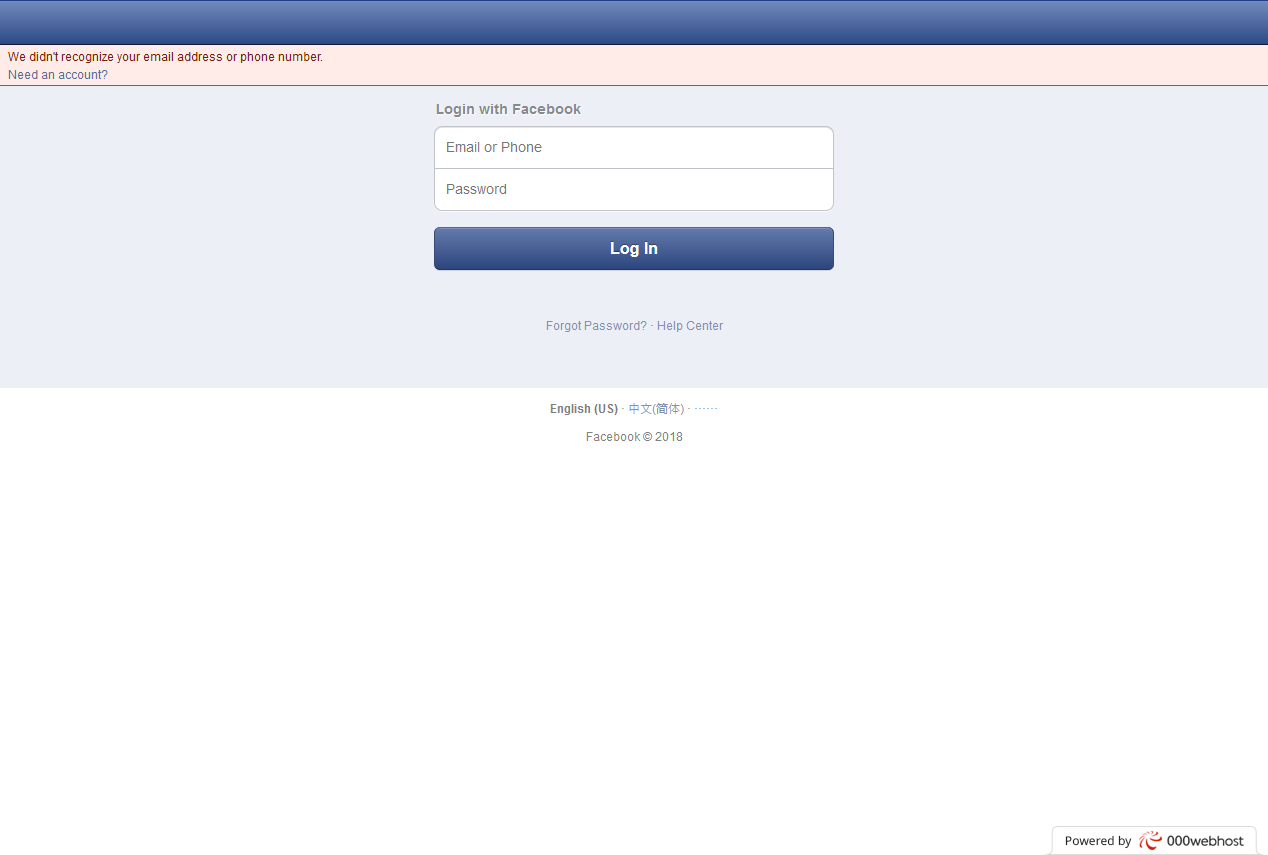 We didn't recognize your email address or phone number.
Need an account?
Login with Facebook
Email or Phone
Password
Log In
Forgot Password? · Help Center
English (US) · 中文(简体) · ⋯⋯
Facebook © 2018
Powered by 000webhost